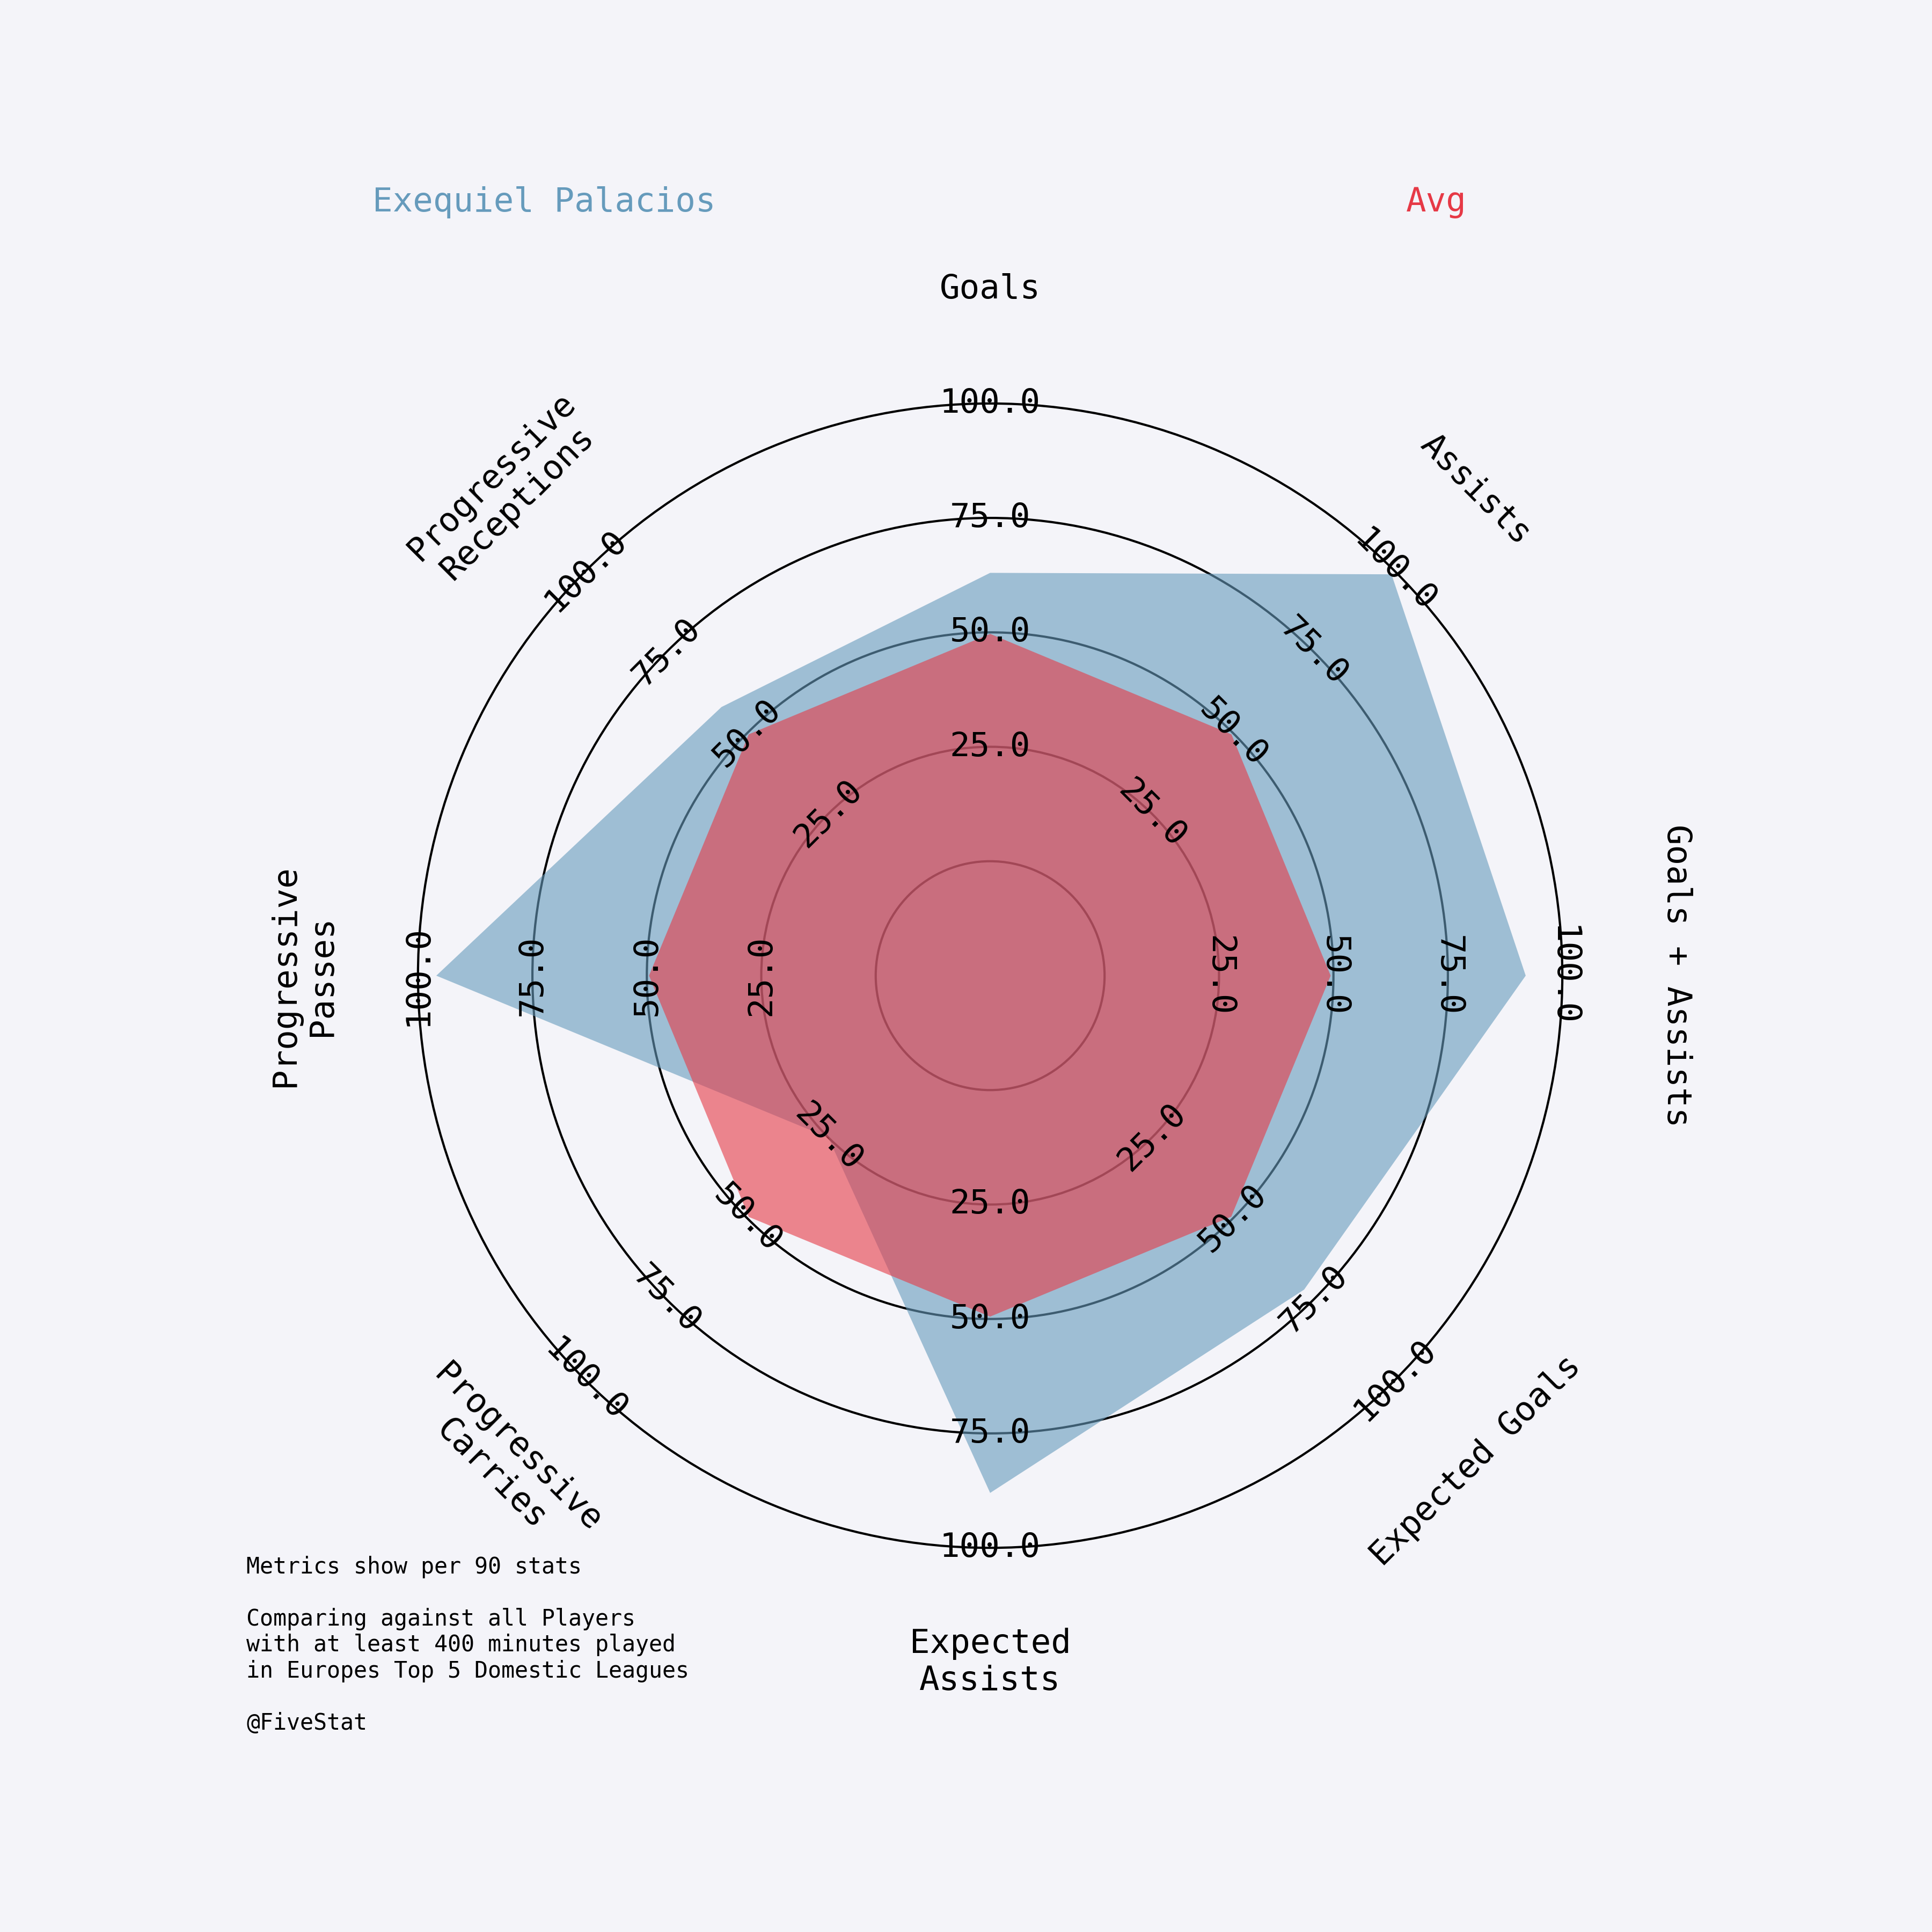 Exequiel Palacios
Avg
Goals
Assists
Goals + Assists
Expected Goals
Expected
Assists
Progressive
Carries
Progressive
Passes
Progressive
Receptions
25.0
50.0
75.0
100.0
25.0
50.0
75.0
100.0
25.0
50.0
75.0
100.0
25.0
50.0
75.0
100.0
25.0
50.0
75.0
100.0
25.0
50.0
75.0
100.0
25.0
50.0
75.0
100.0
25.0
50.0
75.0
100.0
Metrics show per 90 stats
Comparing against all Players
with at least 400 minutes played
in Europes Top 5 Domestic Leagues
@FiveStat